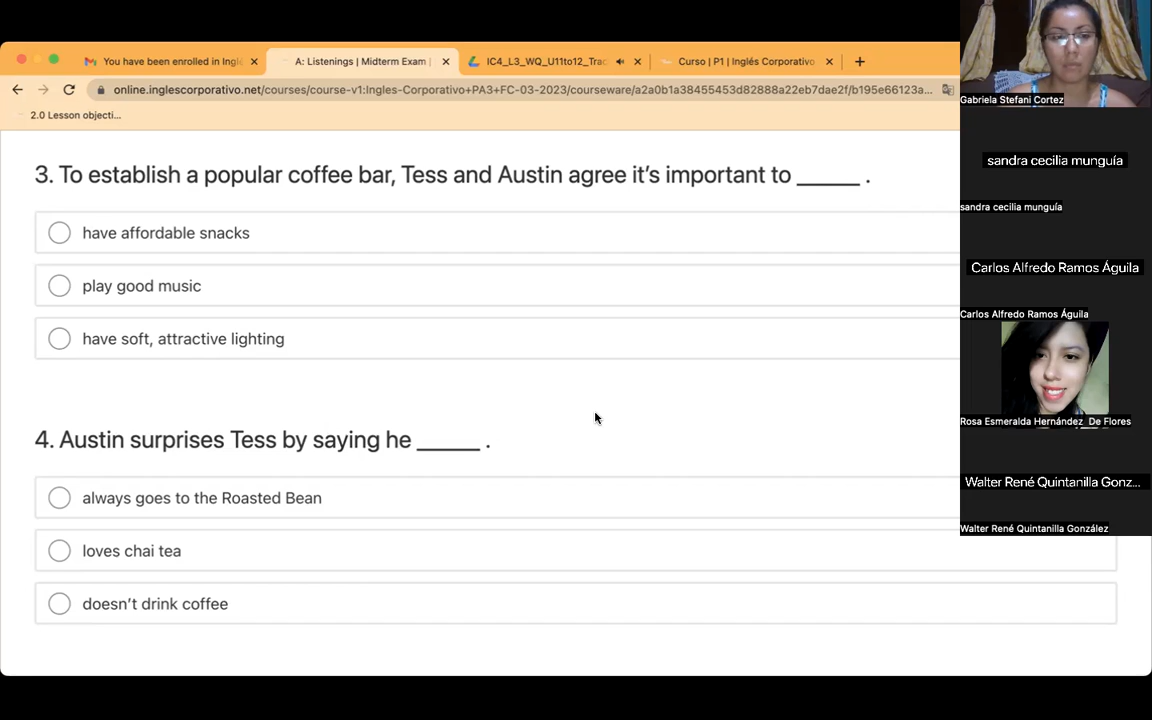 You have been enrolled in Inglé
A: Listenings | Midterm Exam |
IC4_L3_WQ_U11to12_Trac
Curso | P1 | Inglés Corporativo
online.inglescorporativo.net/courses/course-v1:Ingles-Corporativo+PA3+FC-03-2023/courseware/a2a0b1a38455453d82888a22eb7dae2f/b195e66123a...
2.0 Lesson objecti...
3. To establish a popular coffee bar, Tess and Austin agree it’s important to ______ .
have affordable snacks
play good music
have soft, attractive lighting
4. Austin surprises Tess by saying he ______ .
always goes to the Roasted Bean
loves chai tea
doesn’t drink coffee
Gabriela Stefani Cortez
sandra cecilia munguía
sandra cecilia munguía
Carlos Alfredo Ramos Águila
Carlos Alfredo Ramos Águila
Rosa Esmeralda Hernández De Flores
Walter René Quintanilla Gonz...
Walter René Quintanilla González